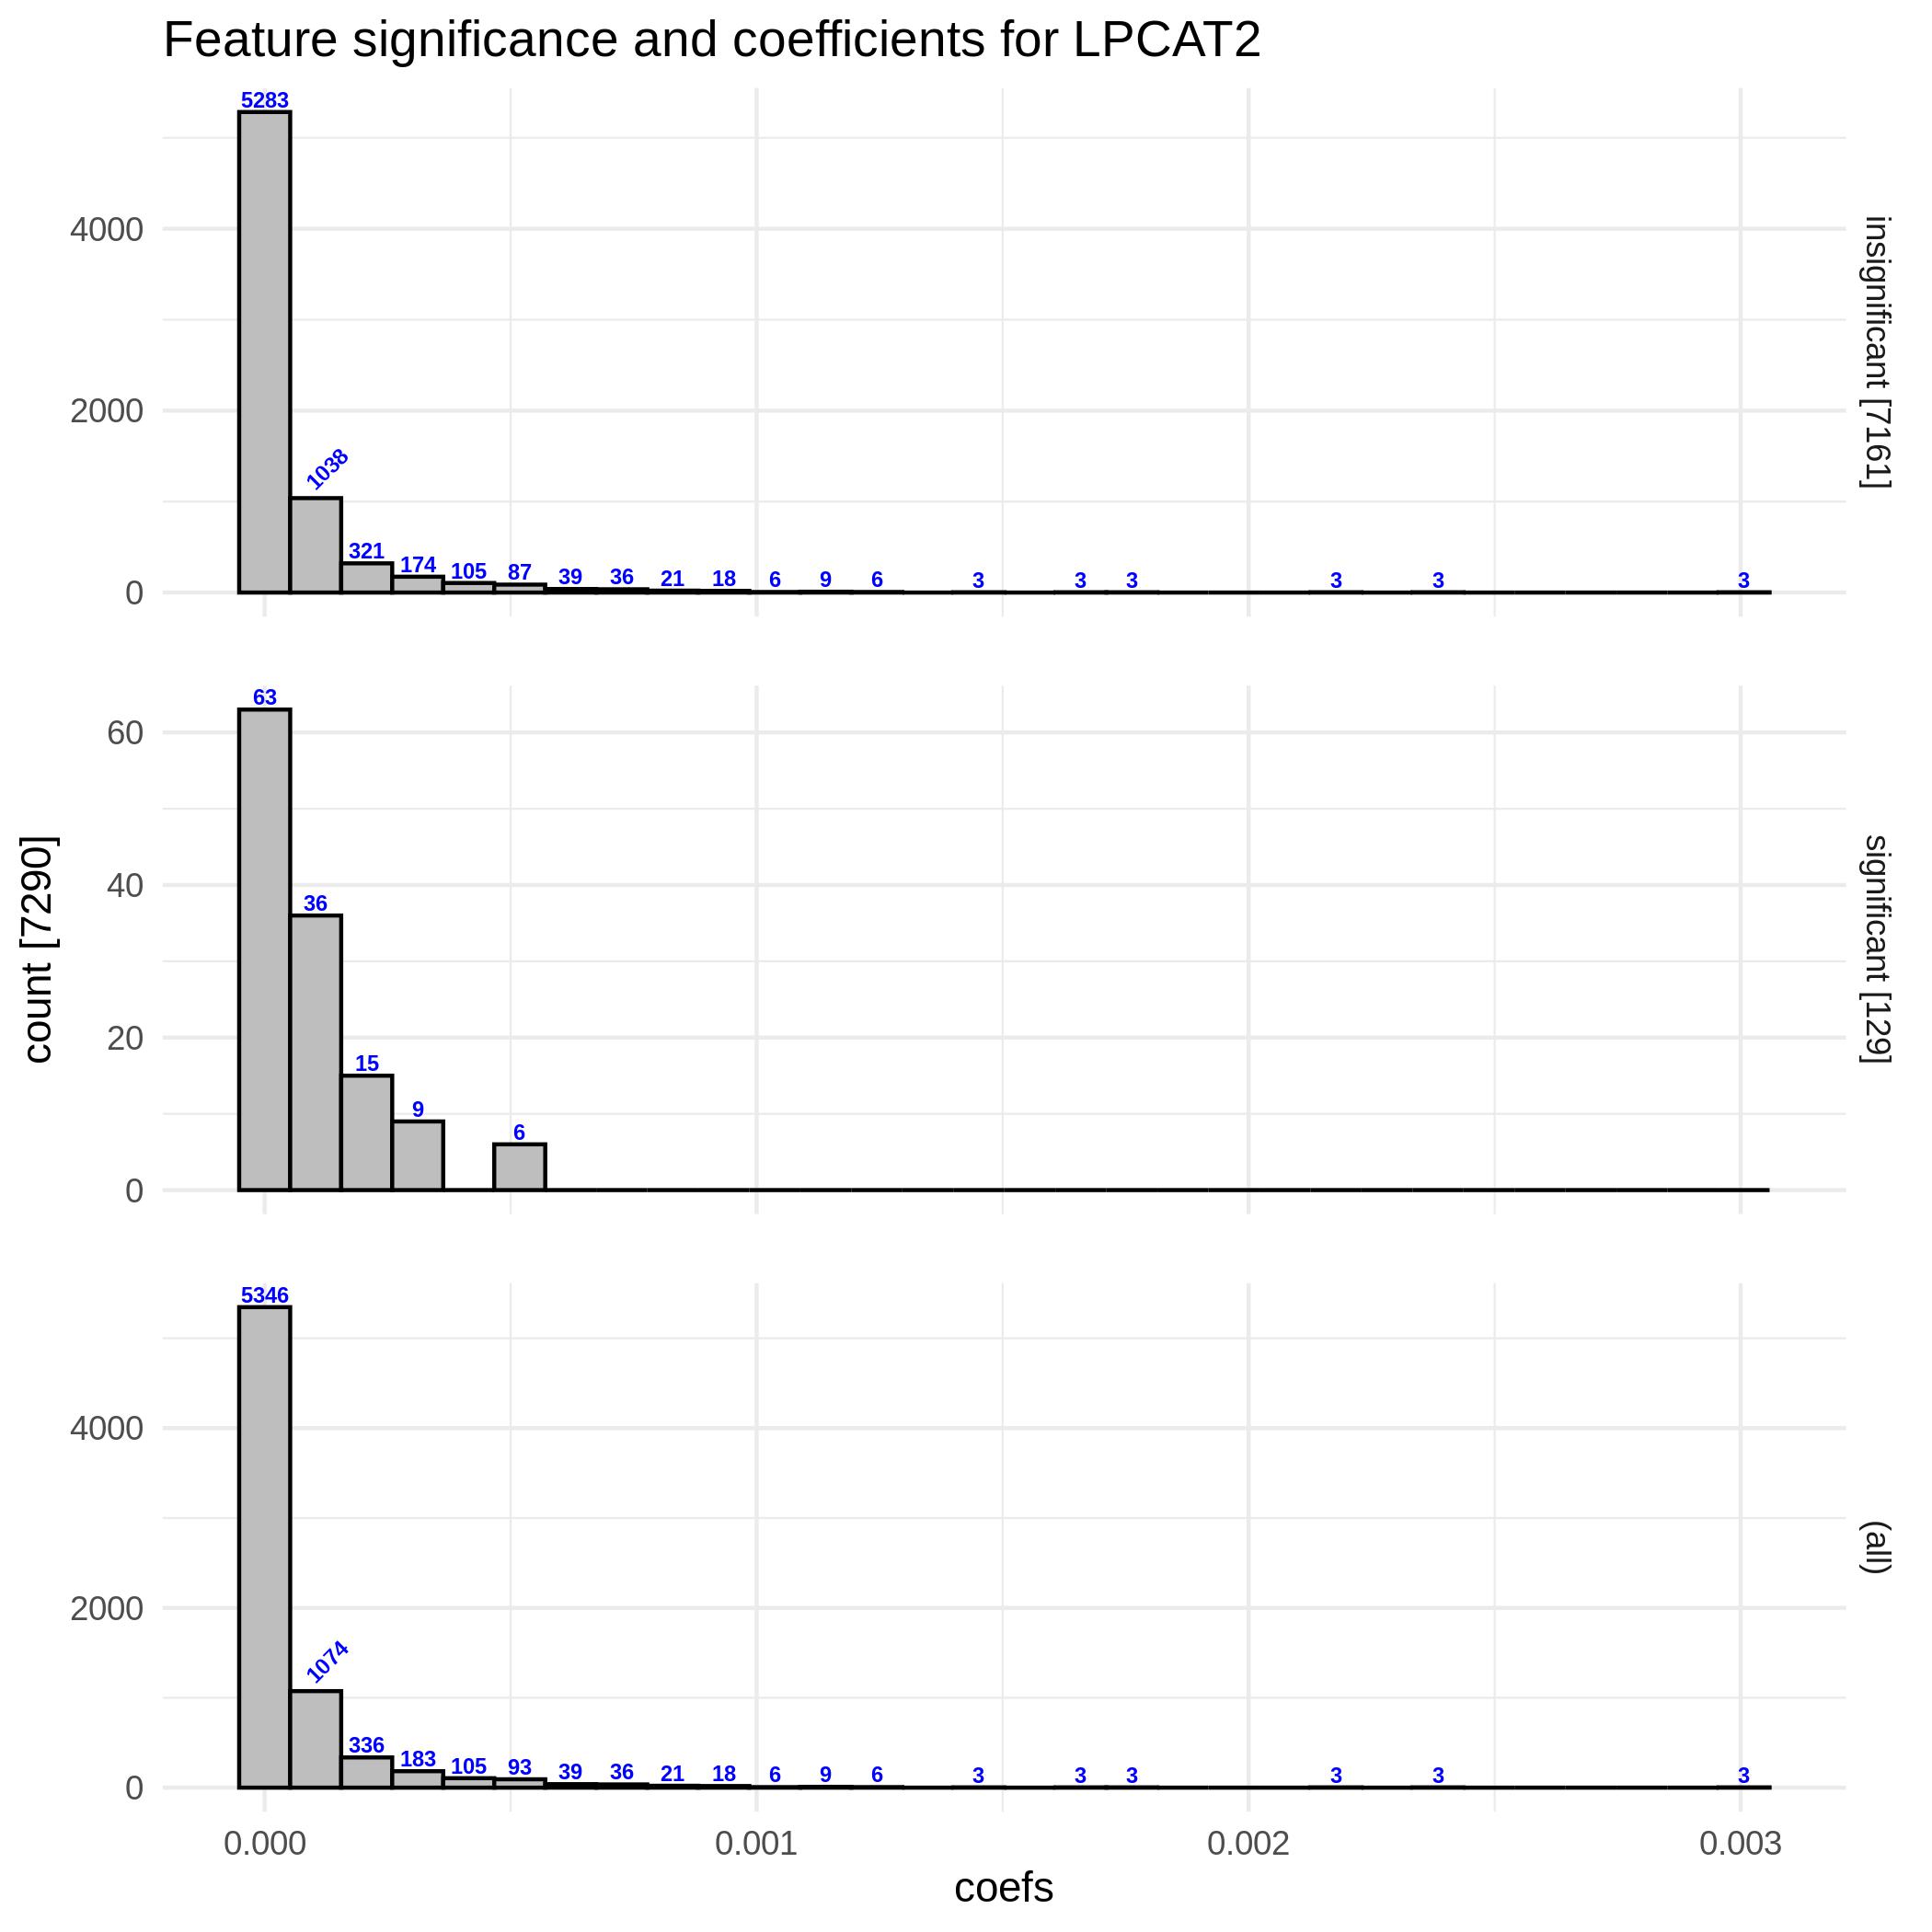 Feature significance and coefficients for LPCAT2
5283
1038
321 174 105 87 39 36 21 18 6 9 6 3 3 3 3 3 3
4000
2000
0
insignificant [7161]
63
36
15
9
6
60
40
20
0
significant [129]
count [7290]
5346
1074
336 183 105 93 39 36 21 18 6 9 6 3 3 3 3 3 3
4000
2000
0
(all)
0.000 0.001 0.002 0.003
coefs